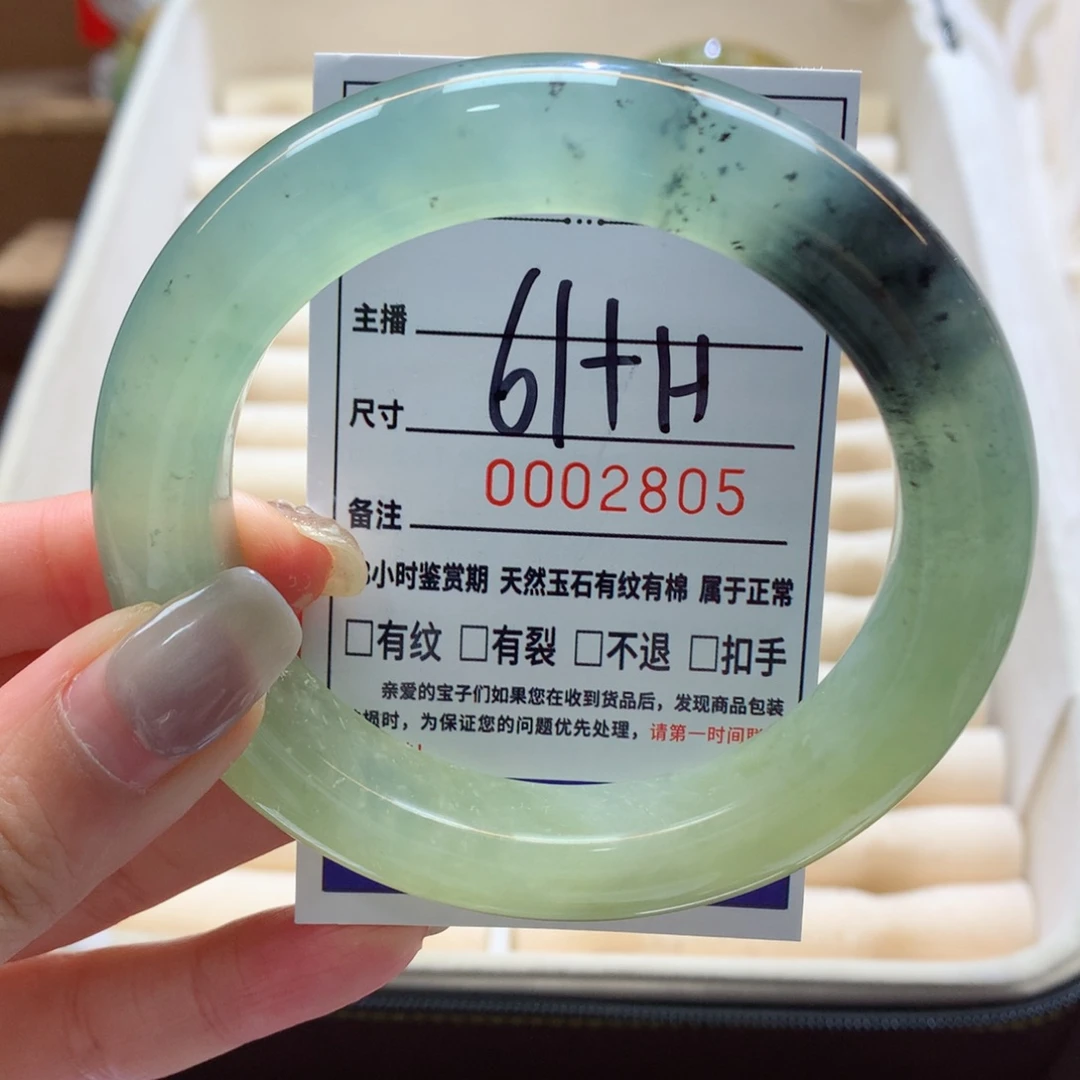 主播
61+H
尺寸
0002805
备注
小时鉴赏期 天然玉石有纹有棉 属于正常
□有纹 □有裂 □不退 □扣手
亲爱的宝子们如果您在收到货品后，发现商品包装
损时，为保证您的问题优先处理，请第一时间联